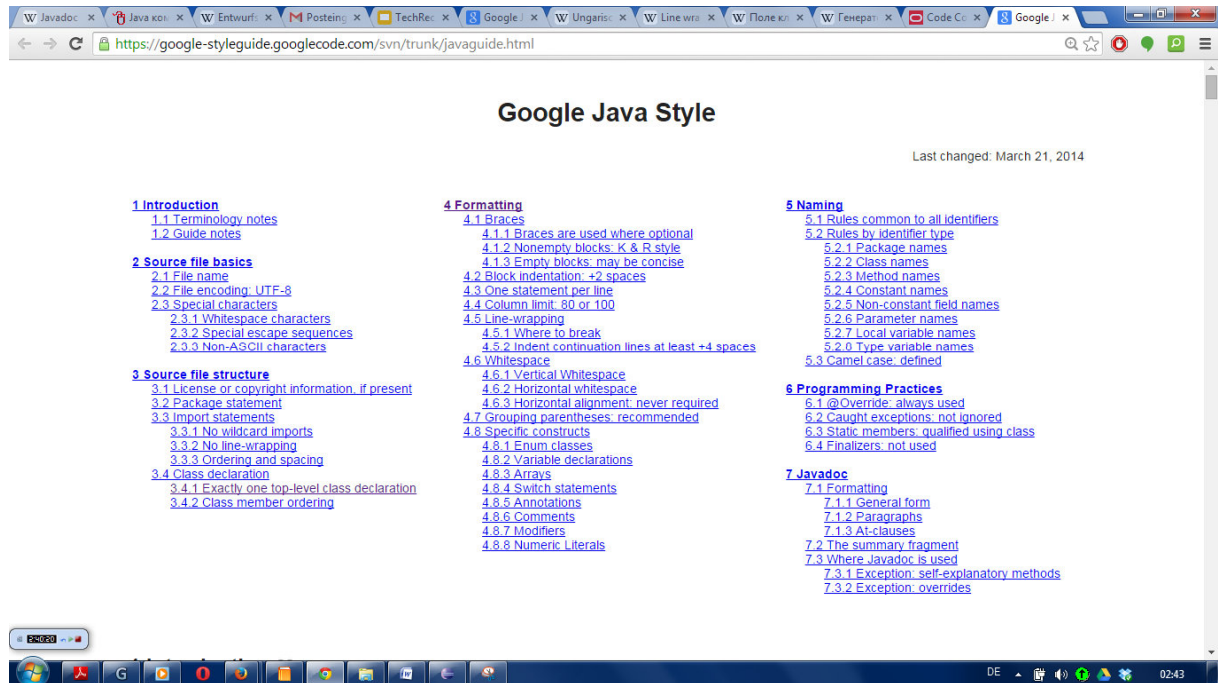 Javadoc
Java ком
Entwurfs
Posteing
TechRec
Google J
Ungarisc
Line wra
Поле кл
Генерат
Code Co
Google J
https://google-styleguide.googlecode.com/svn/trunk/javaguide.html
Google Java Style
Last changed: March 21, 2014
1 Introduction
1.1 Terminology notes
1.2 Guide notes
2 Source file basics
2.1 File name
2.2 File encoding: UTF-8
2.3 Special characters
2.3.1 Whitespace characters
2.3.2 Special escape sequences
2.3.3 Non-ASCII characters
3 Source file structure
3.1 License or copyright information, if present
3.2 Package statement
3.3 Import statements
3.3.1 No wildcard imports
3.3.2 No line-wrapping
3.3.3 Ordering and spacing
3.4 Class declaration
3.4.1 Exactly one top-level class declaration
3.4.2 Class member ordering
4 Formatting
4.1 Braces
4.1.1 Braces are used where optional
4.1.2 Nonempty blocks: K & R style
4.1.3 Empty blocks: may be concise
4.2 Block indentation: +2 spaces
4.3 One statement per line
4.4 Column limit: 80 or 100
4.5 Line-wrapping
4.5.1 Where to break
4.5.2 Indent continuation lines at least +4 spaces
4.6 Whitespace
4.6.1 Vertical Whitespace
4.6.2 Horizontal whitespace
4.6.3 Horizontal alignment: never required
4.7 Grouping parentheses: recommended
4.8 Specific constructs
4.8.1 Enum classes
4.8.2 Variable declarations
4.8.3 Arrays
4.8.4 Switch statements
4.8.5 Annotations
4.8.6 Comments
4.8.7 Modifiers
4.8.8 Numeric Literals
5 Naming
5.1 Rules common to all identifiers
5.2 Rules by identifier type
5.2.1 Package names
5.2.2 Class names
5.2.3 Method names
5.2.4 Constant names
5.2.5 Non-constant field names
5.2.6 Parameter names
5.2.7 Local variable names
5.2.8 Type variable names
5.3 Camel case: defined
6 Programming Practices
6.1 @Override: always used
6.2 Caught exceptions: not ignored
6.3 Static members: qualified using class
6.4 Finalizers: not used
7 Javadoc
7.1 Formatting
7.1.1 General form
7.1.2 Paragraphs
7.1.3 At-clauses
7.2 The summary fragment
7.3 Where Javadoc is used
7.3.1 Exception: self-explanatory methods
7.3.2 Exception: overrides
2:40:20
DE
02:43